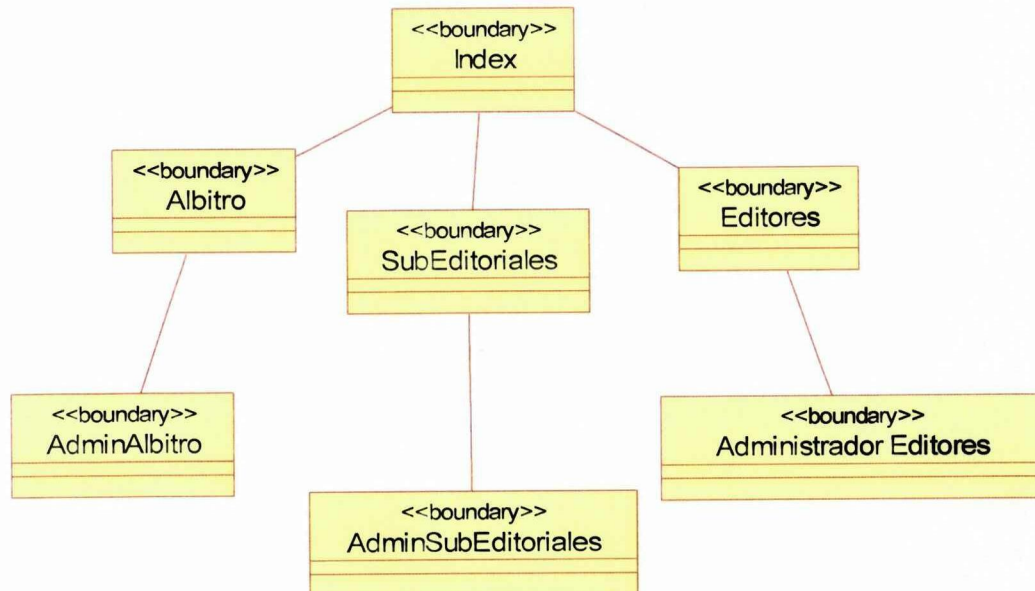 <<boundary>>
Index
<<boundary>>
Albitro
<<boundary>>
SubEditoriales
<<boundary>>
Editores
<<boundary>>
AdminAlbitro
<<boundary>>
AdminSubEditoriales
<<boundary>>
Administrador Editores